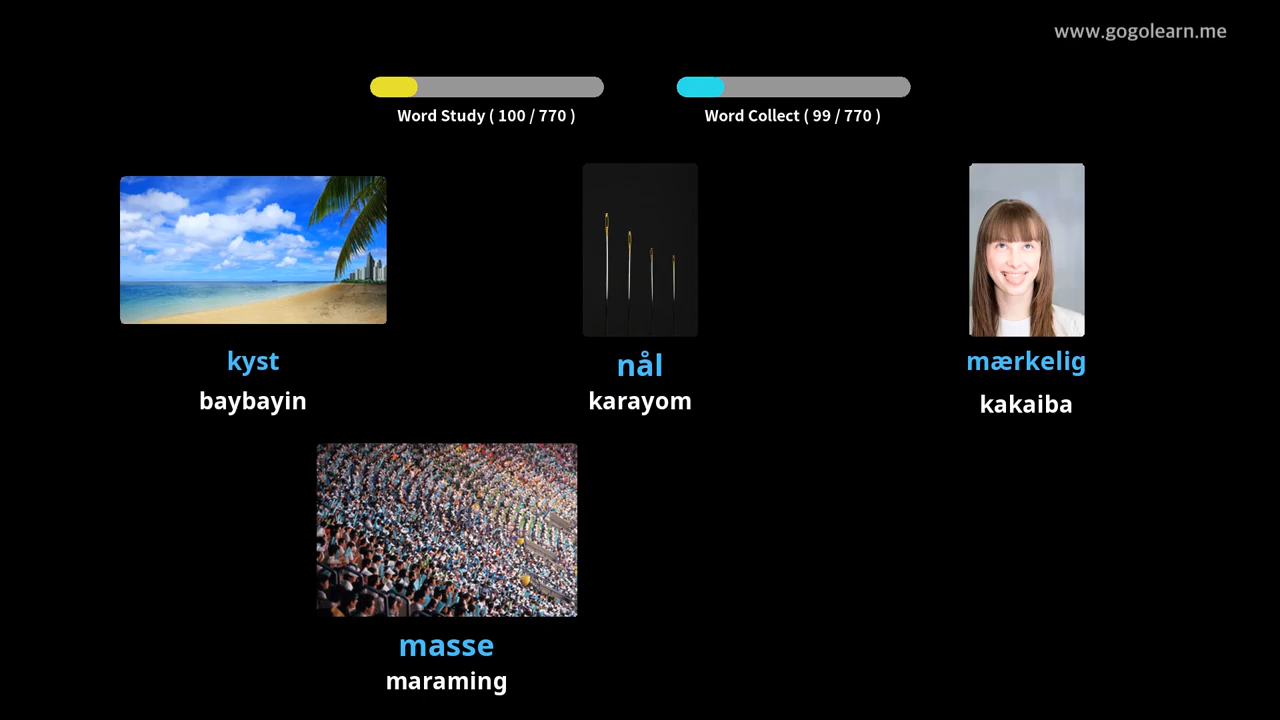 www.gogolearn.me
Word Study ( 100 / 770 )
Word Collect ( 99 / 770 )
kyst
nål
mærkelig
baybayin
karayom
kakaiba
masse
maraming